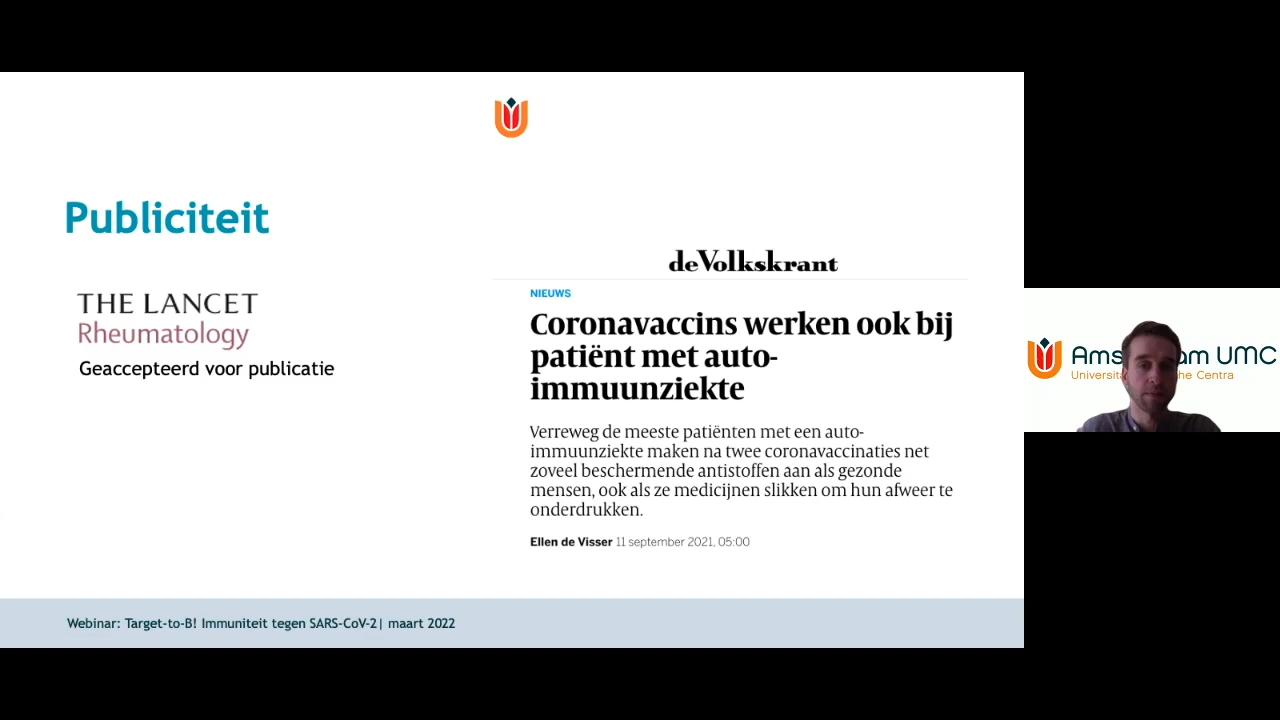 Publiciteit
THE LANCET
Rheumatology
Geaccepteerd voor publicatie
deVolkskrant
NIEUWS
Coronavaccins werken ook bij
patiënt met auto-
immuunziekte
Verreweg de meeste patiënten met een auto-
immuunziekte maken na twee coronavaccinaties net
zoveel beschermende antistoffen aan als gezonde
mensen, ook als ze medicijnen slikken om hun afweer te
onderdrukken.
Ellen de Visser 11 september 2021, 05:00
Webinar: Target-to-B! Immuniteit tegen SARS-CoV-2| maart 2022
UMC
Centra